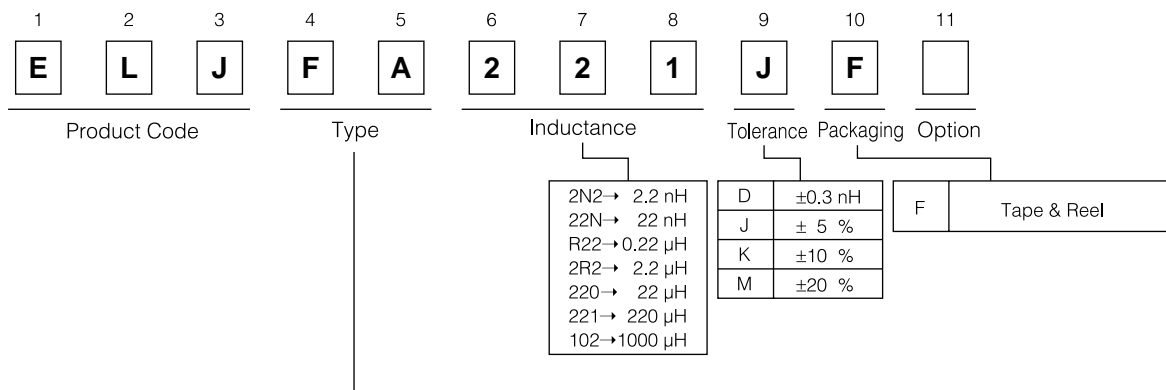 1 2 3 4 5 6 7 8 9 10 11
E L J F A 2 2 1 J F
Product Code Type Inductance Tolerance Packaging Option
2N2→ 2.2 nH
22N→ 22 nH
R22→0.22 μH
2R2→ 2.2 μH
220→ 22 μH
221→ 220 μH
102→1000 μH
D ±0.3 nH
J ± 5 %
K ±10 %
M ±20 %
F Tape & Reel